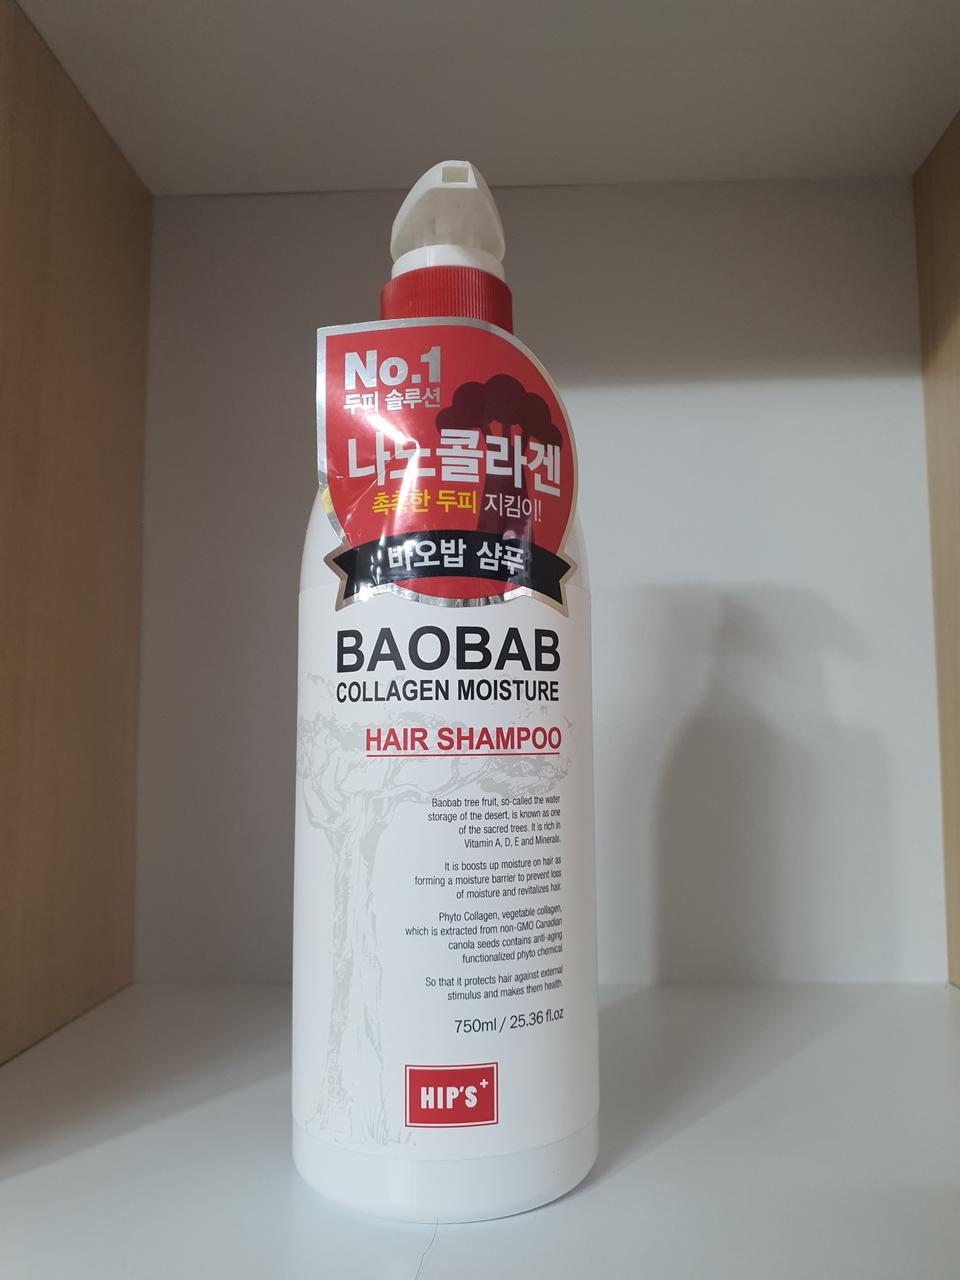 No.1
두피 솔루션
나노콜라겐
촉촉한 두피 지킴이!
바오밥 샴푸
BAOBAB
COLLAGEN MOISTURE
HAIR SHAMPOO
Baobab tree fruit, so-called the water
storage of the desert, is known as one
of the sacred trees. It is rich in
Vitamin A, D, E and Minerals.
It is boosts up moisture on hair as
forming a moisture barrier to prevent loss
of moisture and revitalizes hair.
Phyto Collagen, vegetable collagen,
which is extracted from non-GMO Canadian
canola seeds contains anti-aging
functionalized phyto chemical
So that it protects hair against external
stimulus and makes them health.
750ml / 25.36 fl.oz
HIP'S+